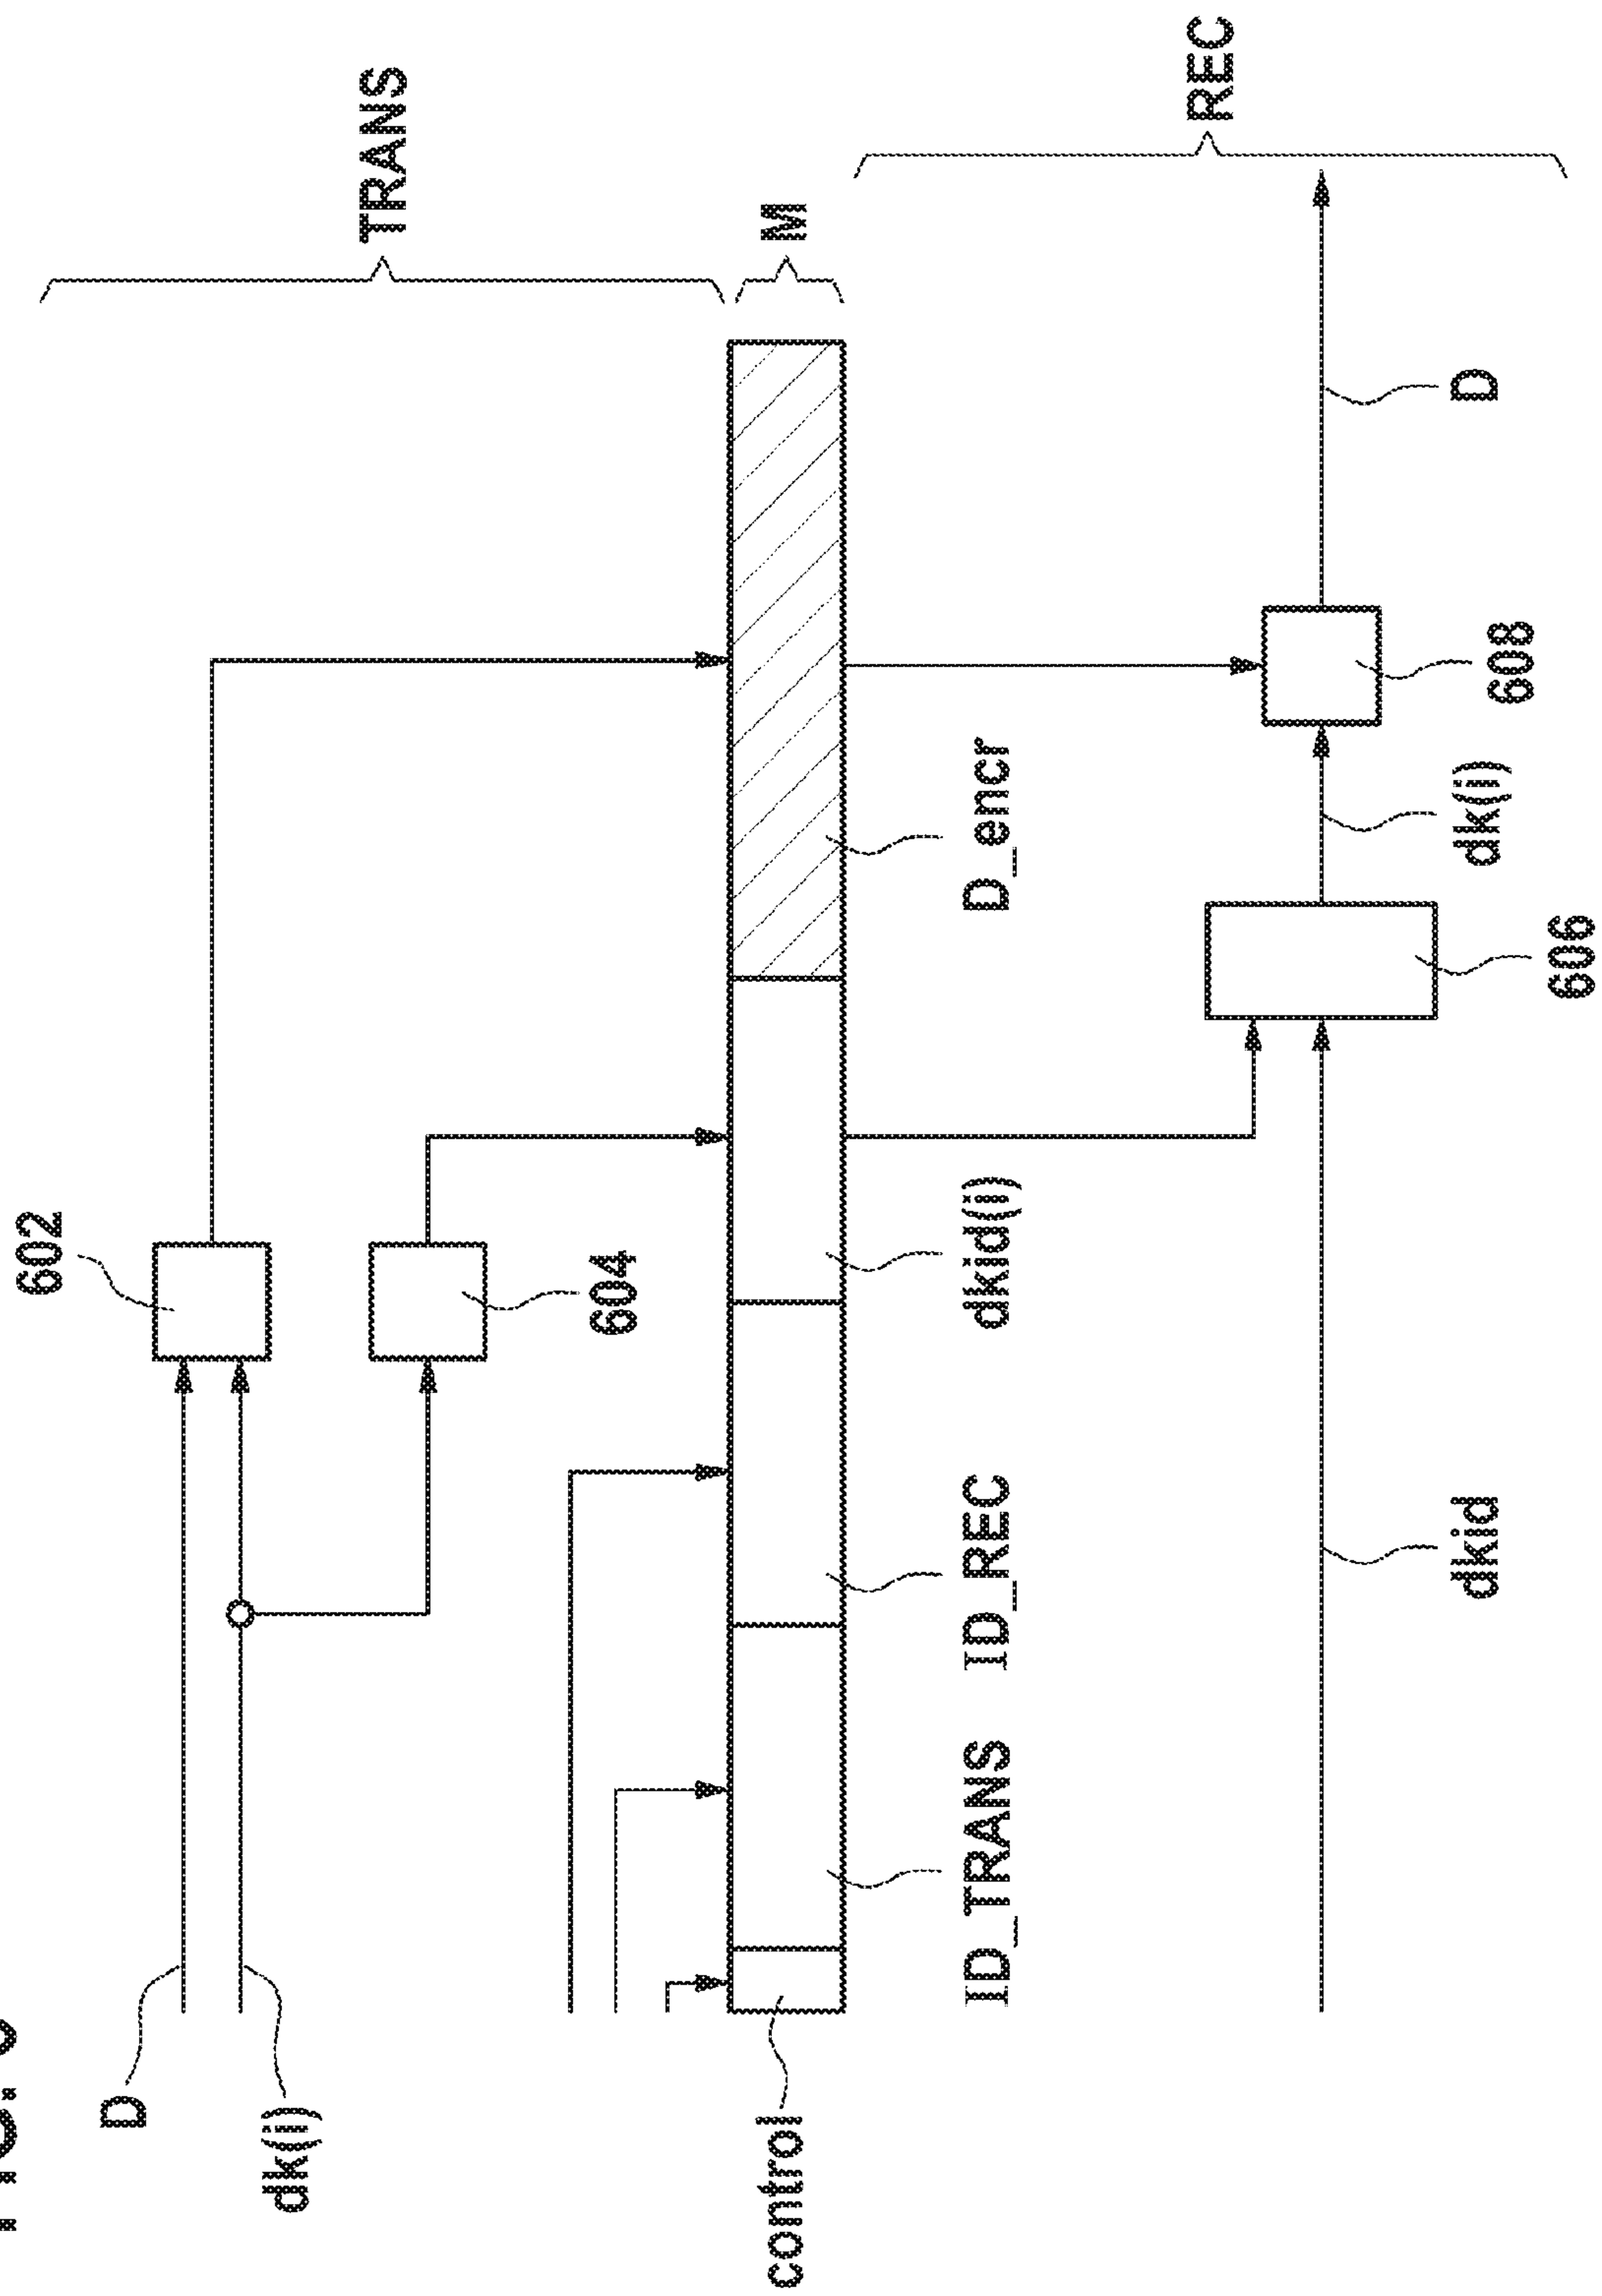 D
dk(i)
602
604
TRANS
control
M
ID_TRANS
ID_REC
dkid(i)
D_encr
REC
dkid
606
dk(i)
608
D